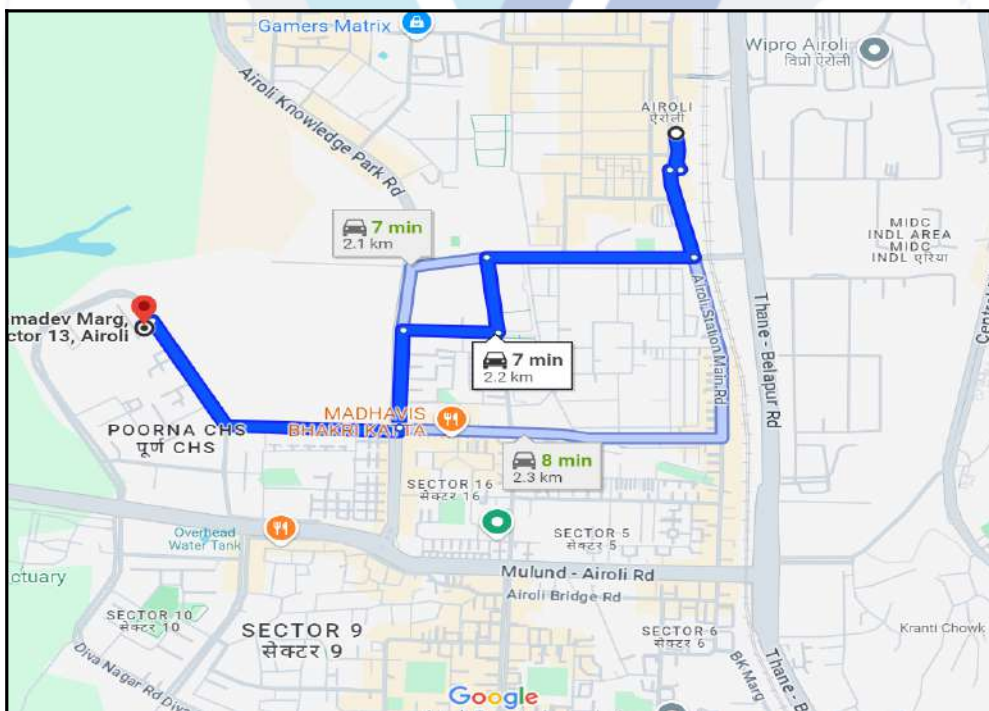 Gamers Matrix
Wipro Airoli
विप्रो ऐरोली
AIROLI
ऐरोली
Airoli Knowledge Park Rd
7 min
2.1 km
MIDC
INDL AREA
MIDC
INDL एरिया
Airoli Station Main Rd
Thane - Belapur Rd
Central
madev Marg,
ctor 13, Airoli
7 min
2.2 km
MADHAVIS
BHAKRI KATTA
POORNA CHS
पूर्ण CHS
8 min
2.3 km
SECTOR 16
सेक्टर 16
SECTOR 5
सेक्टर 5
Overhead
Water Tank
Mulund - Airoli Rd
Airoli Bridge Rd
ctuary
SECTOR 10
सेक्टर 10
SECTOR 9
सेक्टर 9
SECTOR 6
सेक्टर 6
Kranti Chowk
Diva Nagar Rd Diva
BK Marg
Thane - B
Google